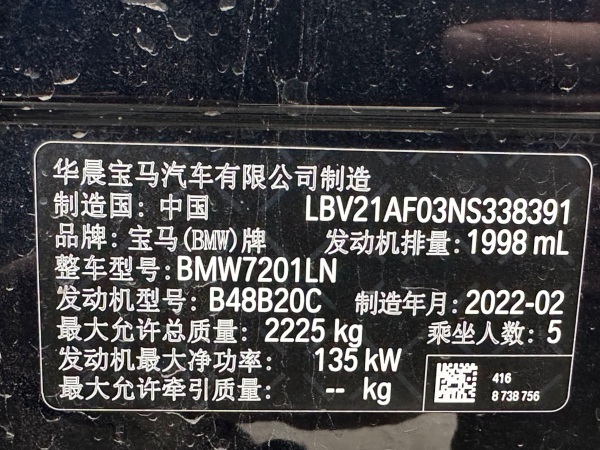 华晨宝马汽车有限公司制造
制造国: 中国 LBV21AF03NS338391
品牌: 宝马(BMW)牌 发动机排量: 1998 mL
整车型号: BMW7201LN
发动机型号: B48B20C 制造年月: 2022-02
最大允许总质量: 2225 kg 乘坐人数: 5
发动机最大净功率: 135 kW
最大允许牵引质量: -- kg
416
8 738 756